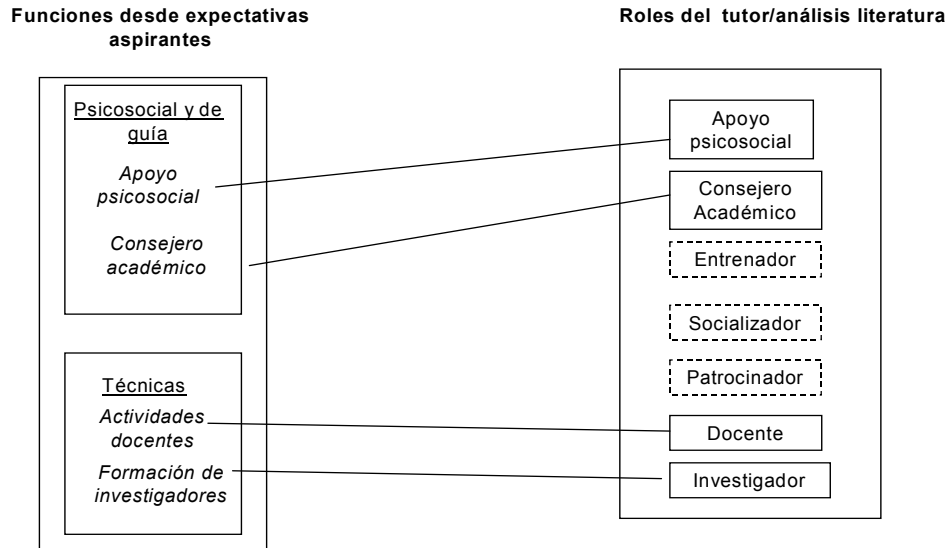 Funciones desde expectativas
aspirantes
Psicosocial y de
guía
Apoyo
psicosocial
Consejero
académico
Técnicas
Actividades
docentes
Formación de
investigadores
Roles del tutor/análisis literatura
Apoyo
psicosocial
Consejero
Académico
Entrenador
Socializador
Patrocinador
Docente
Investigador